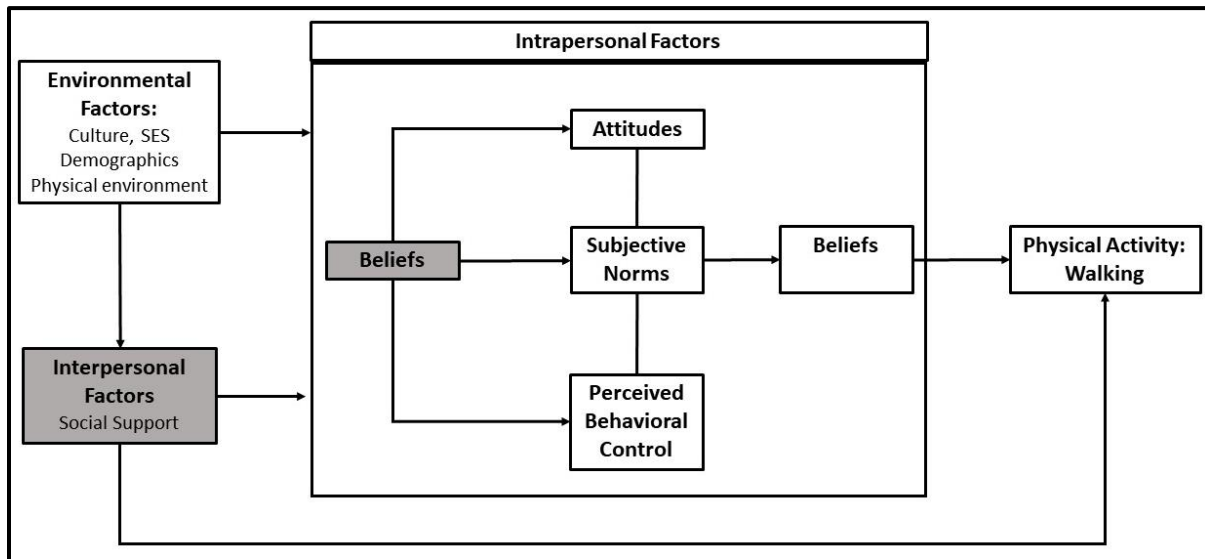 Intrapersonal Factors
Environmental
Factors:
Culture, SES
Demographics
Physical environment
Attitudes
Beliefs
Subjective
Norms
Beliefs
Physical Activity:
Walking
Interpersonal
Factors
Social Support
Perceived
Behavioral
Control